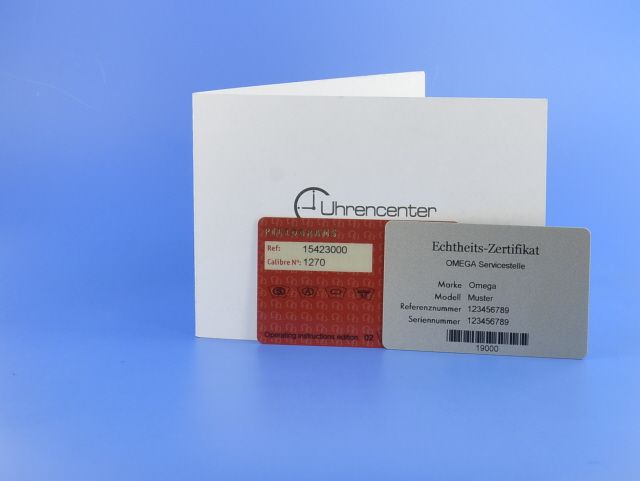 Uhrencenter
PICTOGRAMS
Ref: 15423000
Calibre N°: 1270
Operating instructions edition 02
Echtheits-Zertifikat
OMEGA Servicestelle
Marke Omega
Modell Muster
Referenznummer 123456789
Seriennummer 123456789
19000